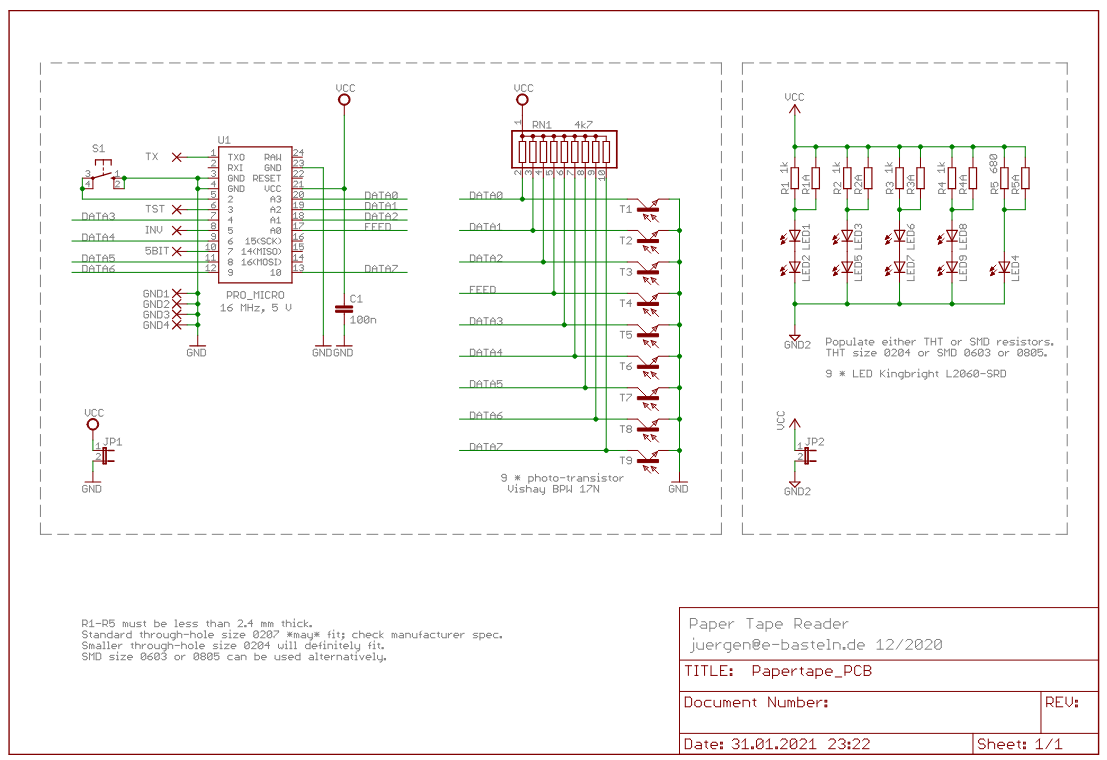 VCC
VCC
VCC
U1
RN1 4k7
S1
TX
1 TXO RAW 24
2 RXI GND 23
3 GND RESET 22
4 GND VCC 21
5 2 A3 20 DATA0
TST 6 3 A2 19 DATA1
DATA3 7 4 A1 18 DATA2
INV 8 5 A0 17 FEED
DATA4 9 6 15(SCK) 16
5BIT 10 7 14(MISO) 15
DATA5 11 8 16(MOSI) 14
DATA6 12 9 10 13 DATA7
3 1
4 2
PRO_MICRO
16 MHz, 5 V
GND1
GND2
GND3
GND4
GND
C1
100n
GND
GND
1
2 3 4 5 6 7 8 9 10
DATA0 T1
DATA1 T2
DATA2 T3
FEED T4
DATA3 T5
DATA4 T6
DATA5 T7
DATA6 T8
DATA7 T9
9 * photo-transistor
Vishay BPW 17N
GND
VCC
JP1
1
2
GND
R1 1k
R1A
R2 1k
R2A
R3 1k
R3A
R4 1k
R4A
R5 680
R5A
LED1
LED3
LED6
LED8
LED2
LED5
LED7
LED9
LED4
GND2
Populate either THT or SMD resistors.
THT size 0204 or SMD 0603 or 0805.
9 * LED Kingbright L2060-SRD
VCC
JP2
1
2
GND2
R1-R5 must be less than 2.4 mm thick.
Standard through-hole size 0207 *may* fit; check manufacturer spec.
Smaller through-hole size 0204 will definitely fit.
SMD size 0603 or 0805 can be used alternatively.
Paper Tape Reader
juergen@e-basteln.de 12/2020
TITLE: Papertape_PCB
Document Number:
REV:
Date: 31.01.2021 23:22
Sheet: 1/1